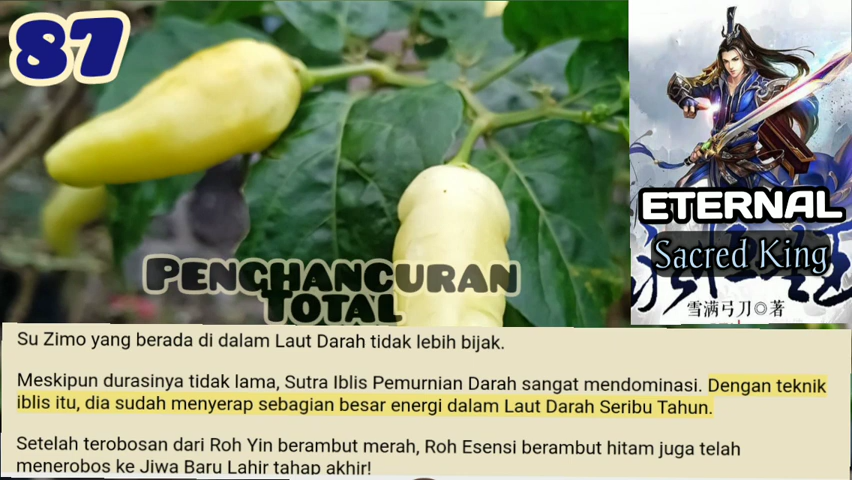 87
PENGHANCURAN
TOTAL
ETERNAL
Sacred King
雪满弓刀◎著
Su Zimo yang berada di dalam Laut Darah tidak lebih bijak.
Meskipun durasinya tidak lama, Sutra Iblis Pemurnian Darah sangat mendominasi. Dengan teknik
iblis itu, dia sudah menyerap sebagian besar energi dalam Laut Darah Seribu Tahun.
Setelah terobosan dari Roh Yin berambut merah, Roh Esensi berambut hitam juga telah
menerobos ke Jiwa Baru Lahir tahap akhir!